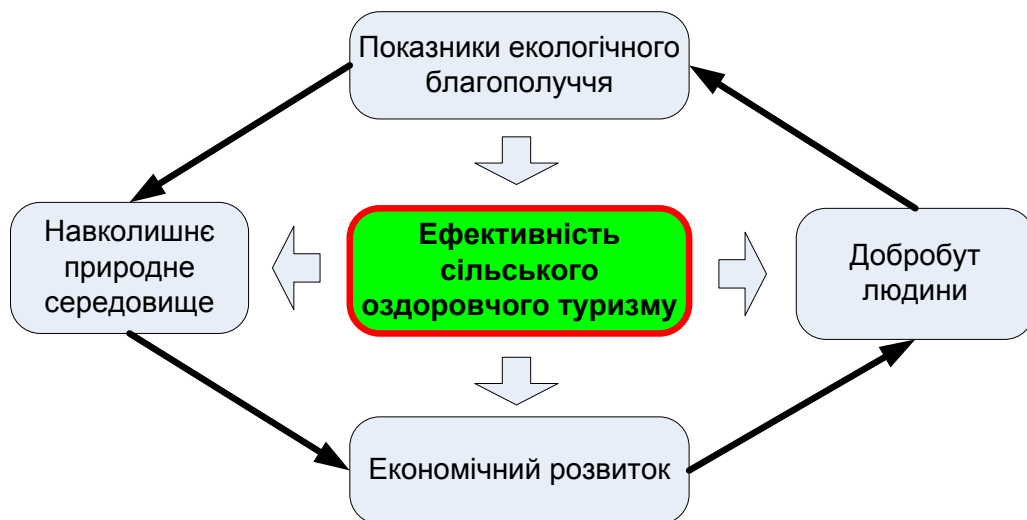 Показники екологічного
благополуччя
Навколишнє
природне
середовище
Ефективність
сільського
оздоровчого туризму
Добробут
людини
Економічний розвиток